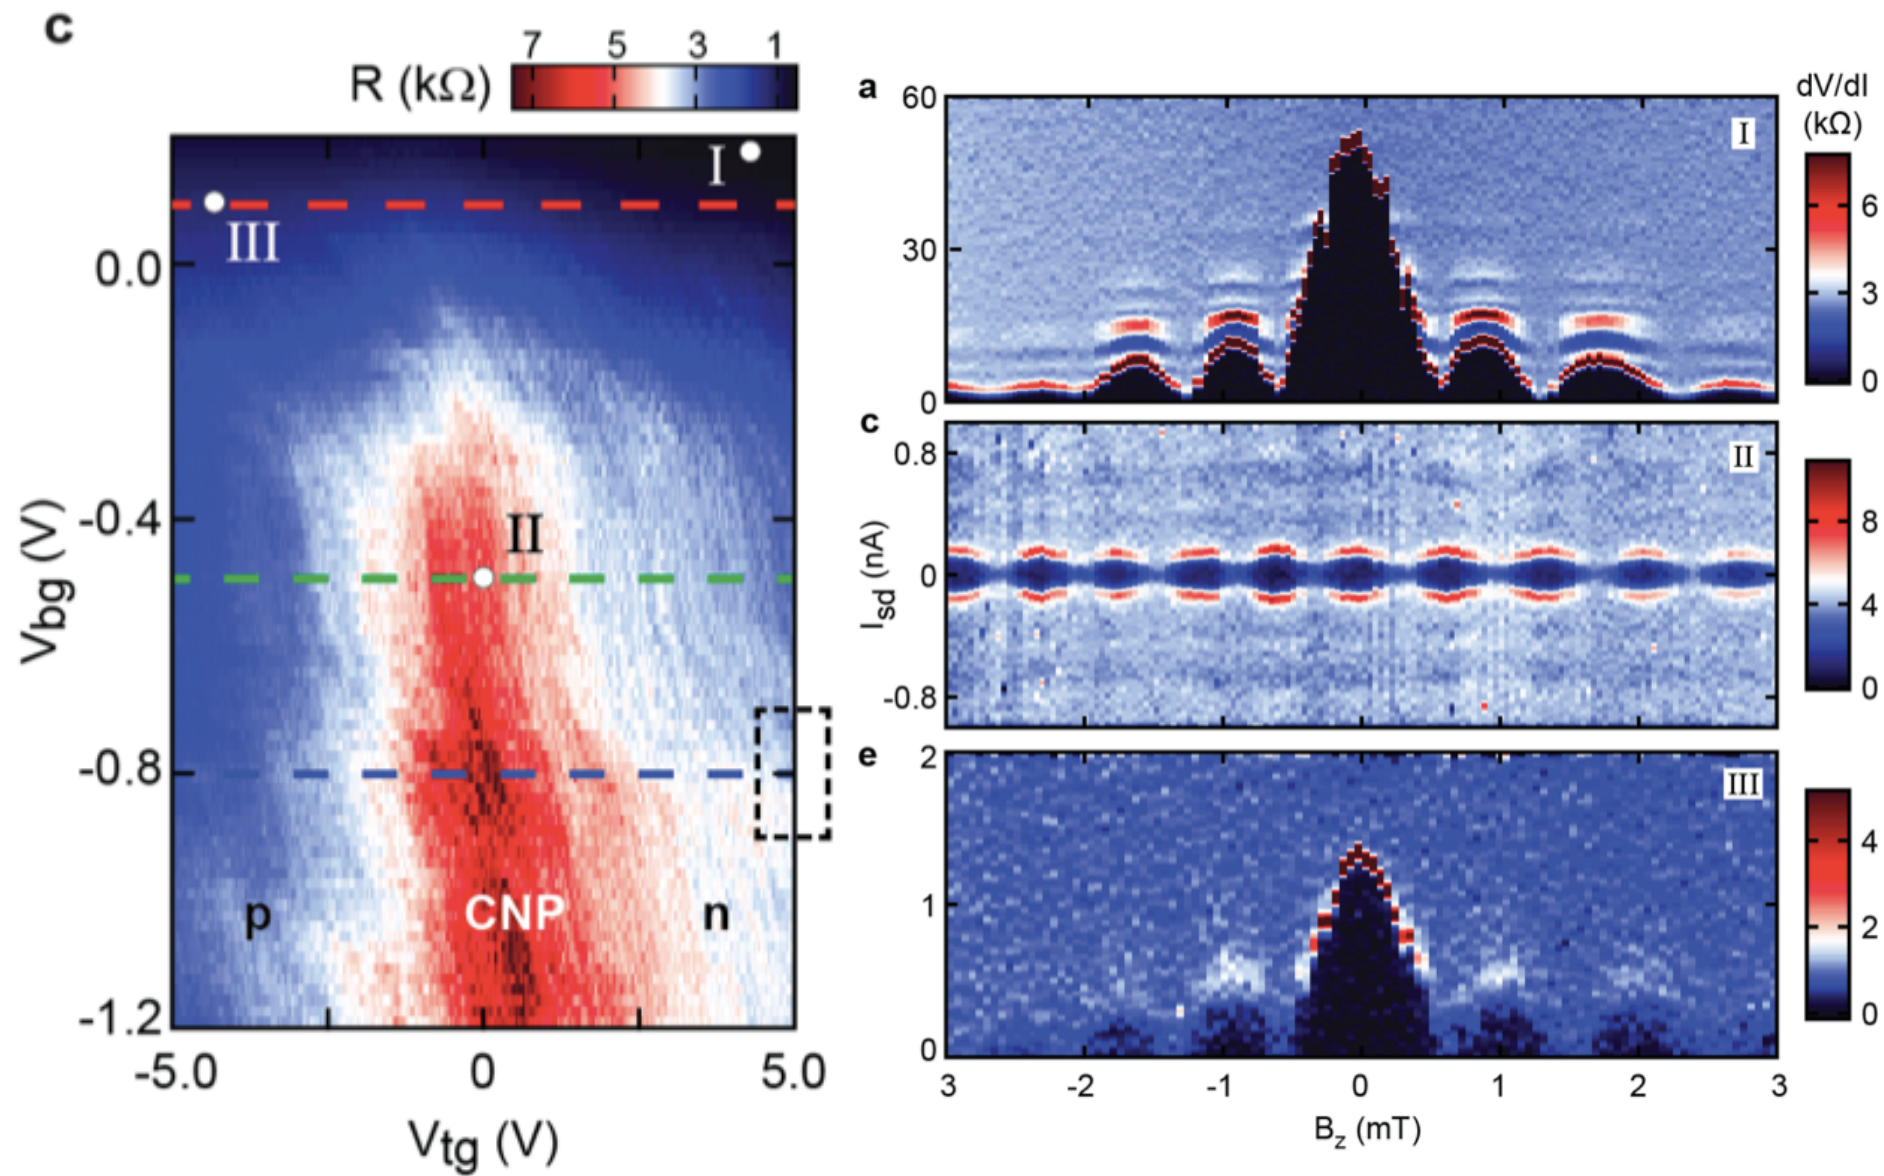 c
7 5 3 1
R (kΩ)
I
III
0.0
-0.4
II
Vbg (V)
-0.8
p
CNP
n
-1.2
-5.0 0 5.0
Vtg (V)
dV/dI
(kΩ)
a
60
I
6
30
3
0
0
c
0.8
II
8
Isd (nA)
0
4
-0.8
0
e
2
III
4
1
2
0
0
3 -2 -1 0 1 2 3
Bz (mT)